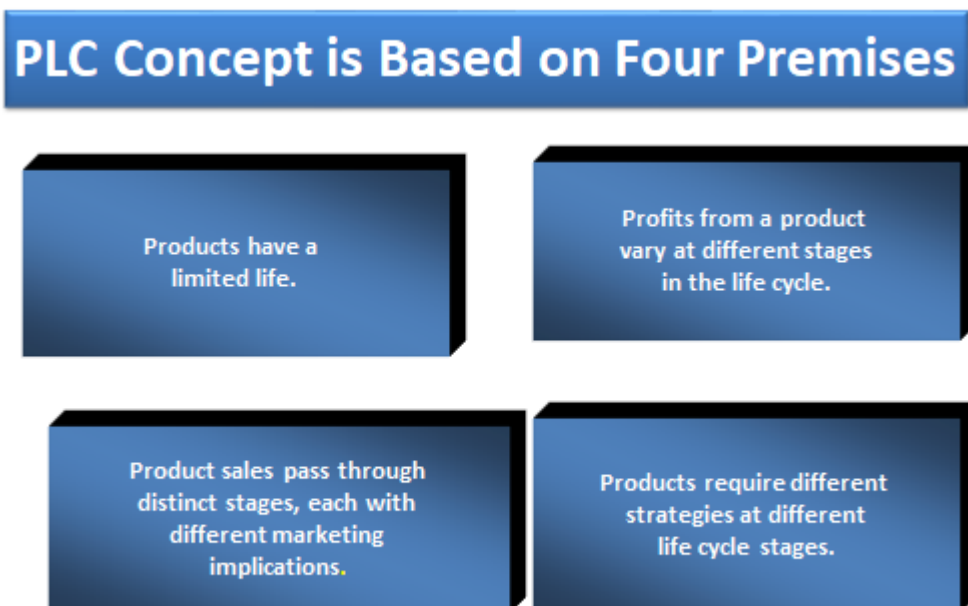 PLC Concept is Based on Four Premises
Products have a
limited life.
Profits from a product
vary at different stages
in the life cycle.
Product sales pass through
distinct stages, each with
different marketing
implications.
Products require different
strategies at different
life cycle stages.